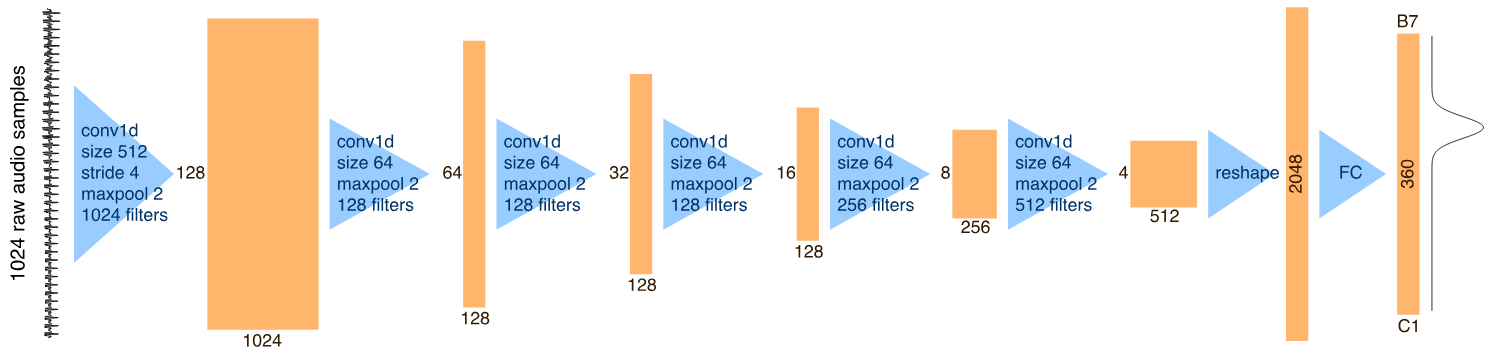 1024 raw audio samples
conv1d
size 512
stride 4
maxpool 2
1024 filters
128
1024
conv1d
size 64
maxpool 2
128 filters
64
128
conv1d
size 64
maxpool 2
128 filters
32
128
conv1d
size 64
maxpool 2
128 filters
16
128
conv1d
size 64
maxpool 2
256 filters
8
256
conv1d
size 64
maxpool 2
512 filters
4
512
reshape
2048
FC
B7
360
C1